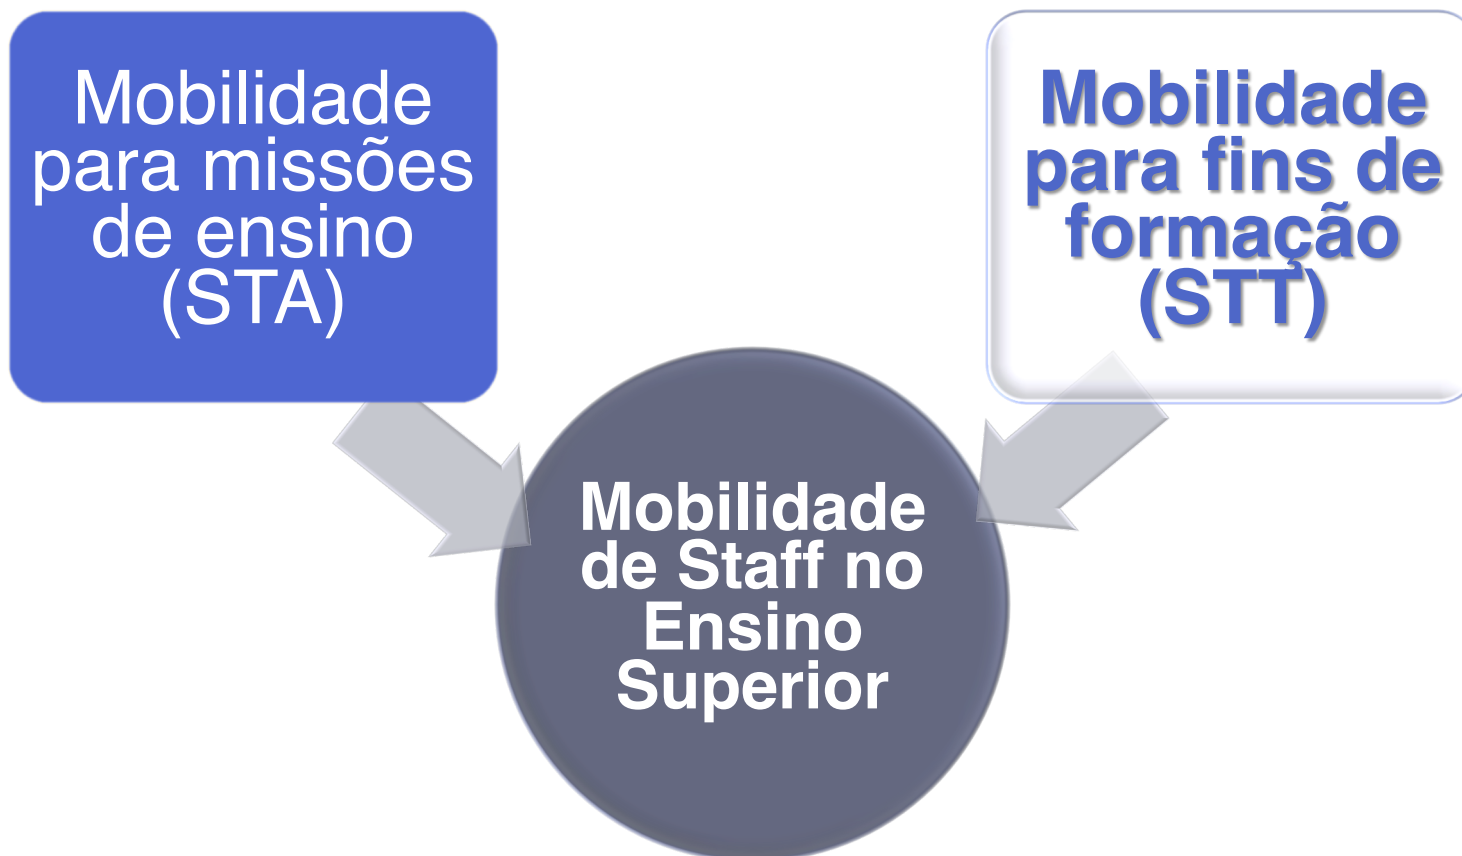 Mobilidade
para missões
de ensino
(STA)
Mobilidade
para fins de
formação
(STT)
Mobilidade
de Staff no
Ensino
Superior